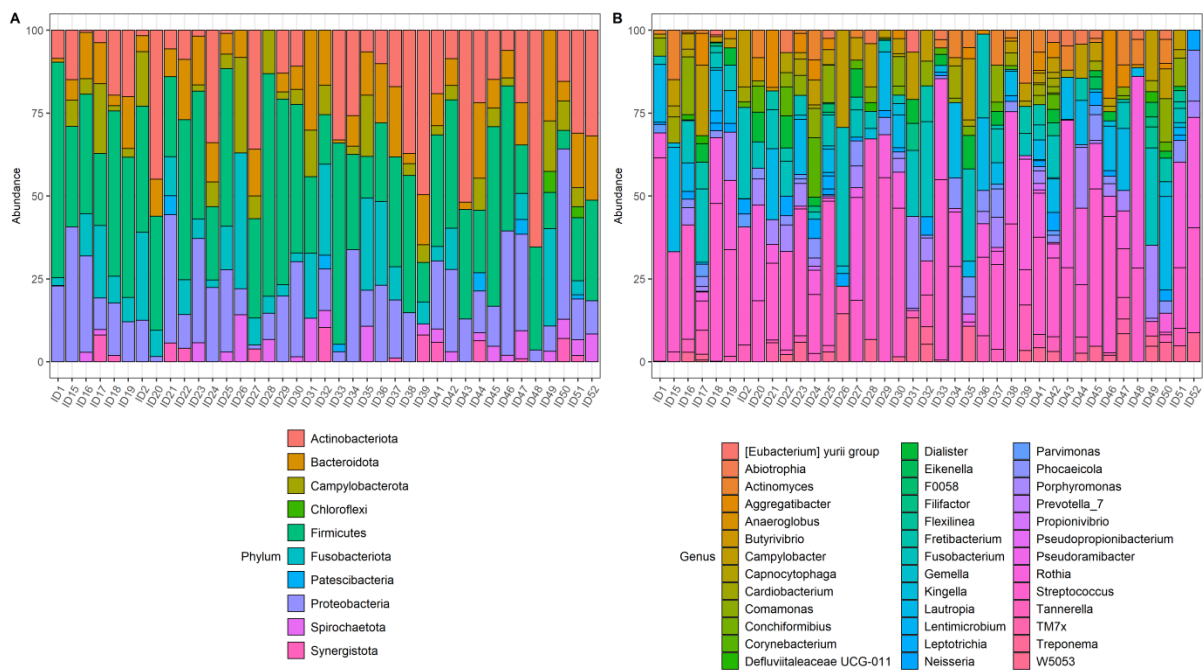 A
B
Abundance
100
75
50
25
0
ID1 ID15 ID16 ID17 ID18 ID19 ID2 ID20 ID21 ID22 ID23 ID24 ID25 ID26 ID27 ID28 ID29 ID30 ID31 ID32 ID33 ID34 ID35 ID36 ID37 ID38 ID39 ID41 ID42 ID43 ID44 ID45 ID46 ID47 ID48 ID49 ID50 ID51 ID52
Phylum
Actinobacteriota
Bacteroidota
Campylobacterota
Chloroflexi
Firmicutes
Fusobacteriota
Patescibacteria
Proteobacteria
Spirochaetota
Synergistota
Abundance
100
75
50
25
0
ID1 ID15 ID16 ID17 ID18 ID19 ID2 ID20 ID21 ID22 ID23 ID24 ID25 ID26 ID27 ID28 ID29 ID30 ID31 ID32 ID33 ID34 ID35 ID36 ID37 ID38 ID39 ID41 ID42 ID43 ID44 ID45 ID46 ID47 ID48 ID49 ID50 ID51 ID52
Genus
[Eubacterium] yurii group
Abiotrophia
Actinomyces
Aggregatibacter
Anaeroglobus
Butyrivibrio
Campylobacter
Capnocytophaga
Cardiobacterium
Comamonas
Conchiformibius
Corynebacterium
Defluviitaleaceae UCG-011
Dialister
Eikenella
F0058
Filifactor
Flexilinea
Fretibacterium
Fusobacterium
Gemella
Kingella
Lautropia
Lentimicrobium
Leptotrichia
Neisseria
Parvimonas
Phocaeicola
Porphyromonas
Prevotella_7
Propionivibrio
Pseudopropionibacterium
Pseudoramibacter
Rothia
Streptococcus
Tannerella
TM7x
Treponema
W5053